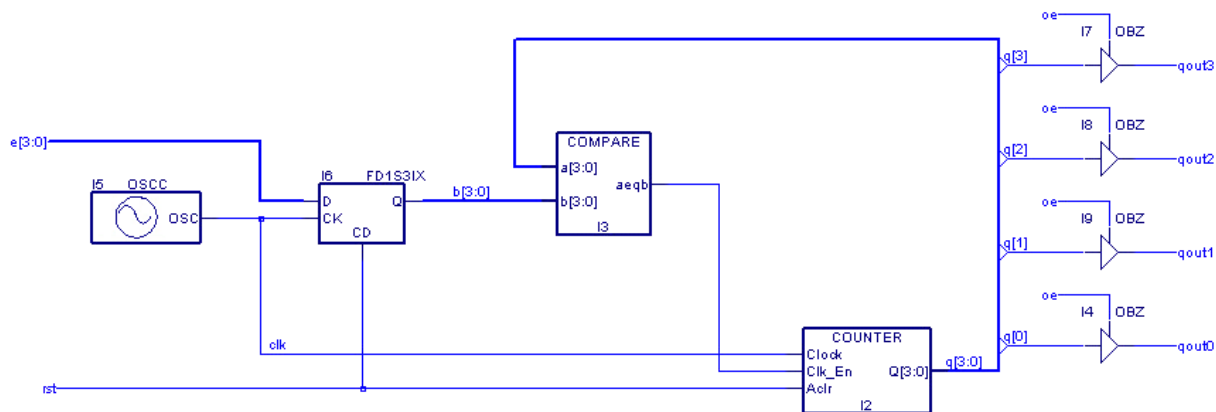 oe
I7 OBZ
q[3]
qout3
oe
I8 OBZ
q[2]
qout2
oe
I9 OBZ
q[1]
qout1
oe
I4 OBZ
q[0]
qout0
e[3:0]
I5 OSCC
OSC
I6 FD1S3IX
D Q
CK
CD
b[3:0]
COMPARE
a[3:0]
aeqb
b[3:0]
I3
clk
rst
COUNTER
Clock
Clk_En Q[3:0]
Aclr
I2
q[3:0]